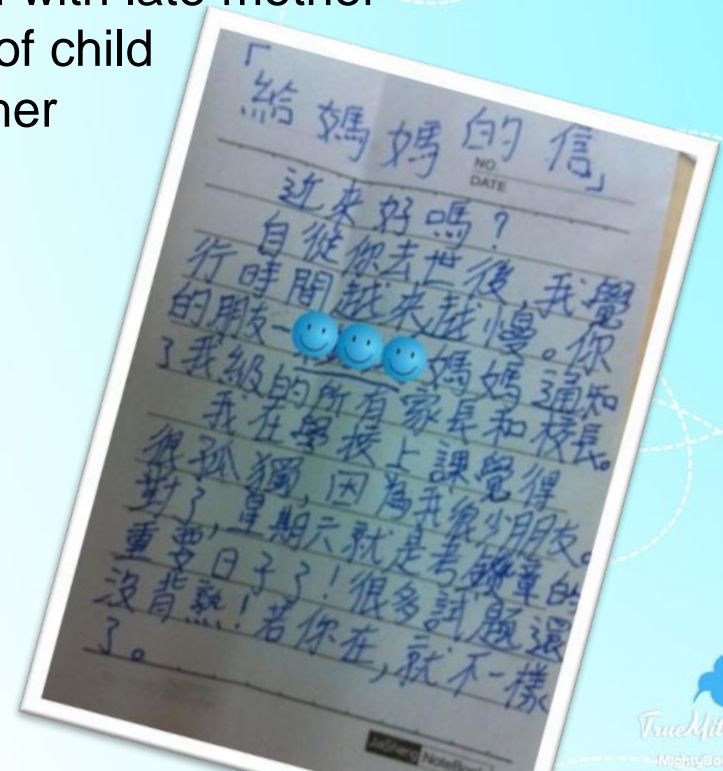 with late mother
of child
「給媽媽的信」
NO.
DATE
近來好嗎?
自從你去世後,我覺
行時間越來越慢。你
的朋友一 媽媽通知
了我級的所有家長和校長。
我在學校上課覺得
很孤獨,因為我很少朋友。
對了,星期六就是考 章的
重要日子了!很多試題還
沒背熟!若你在,就不一樣
了。
NoteBook